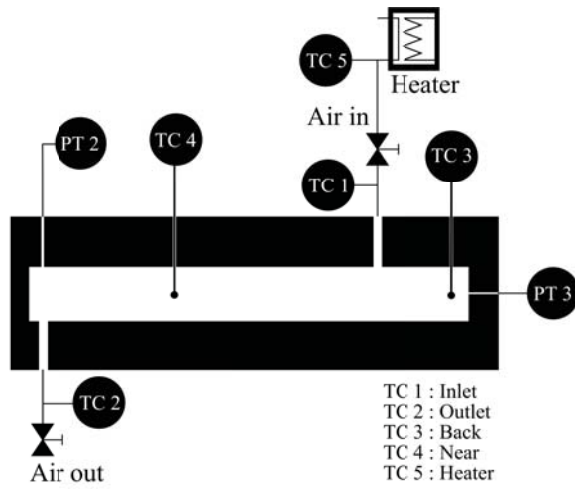 TC 5
Heater
Air in
PT 2
TC 4
TC 3
TC 1
PT 3
TC 2
Air out
TC 1 : Inlet
TC 2 : Outlet
TC 3 : Back
TC 4 : Near
TC 5 : Heater